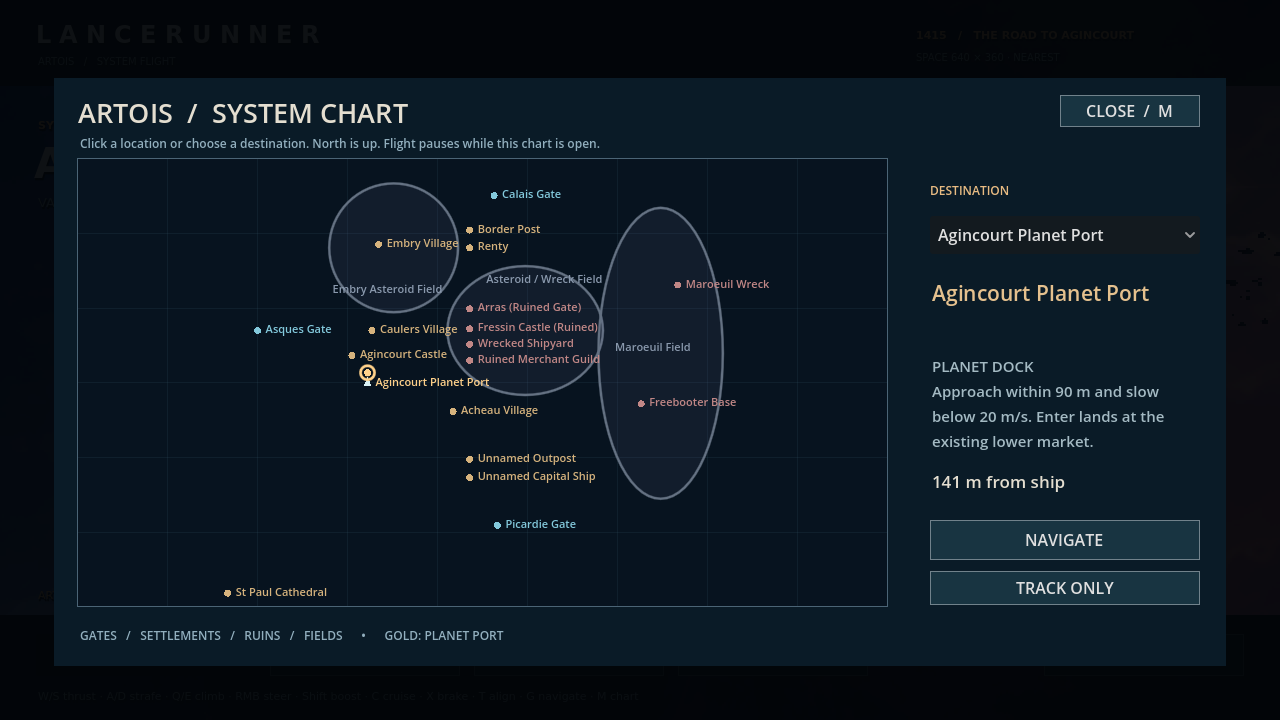 LANCERUNNER
ARTOIS / SYSTEM FLIGHT
1415 / THE ROAD TO AGINCOURT
ARTOIS / SYSTEM CHART
CLOSE / M
Click a location or choose a destination. North is up. Flight pauses while this chart is open.
Calais Gate
Border Post
Embry Village
Renty
Asteroid / Wreck Field
Maroeuil Wreck
Embry Asteroid Field
Arras (Ruined Gate)
Asques Gate
Caulers Village
Fressin Castle (Ruined)
Wrecked Shipyard
Maroeuil Field
Agincourt Castle
Ruined Merchant Guild
Agincourt Planet Port
Freebooter Base
Acheau Village
Unnamed Outpost
Unnamed Capital Ship
Picardie Gate
St Paul Cathedral
GATES / SETTLEMENTS / RUINS / FIELDS • GOLD: PLANET PORT
DESTINATION
Agincourt Planet Port
Agincourt Planet Port
PLANET DOCK
Approach within 90 m and slow
below 20 m/s. Enter lands at the
existing lower market.
141 m from ship
NAVIGATE
TRACK ONLY